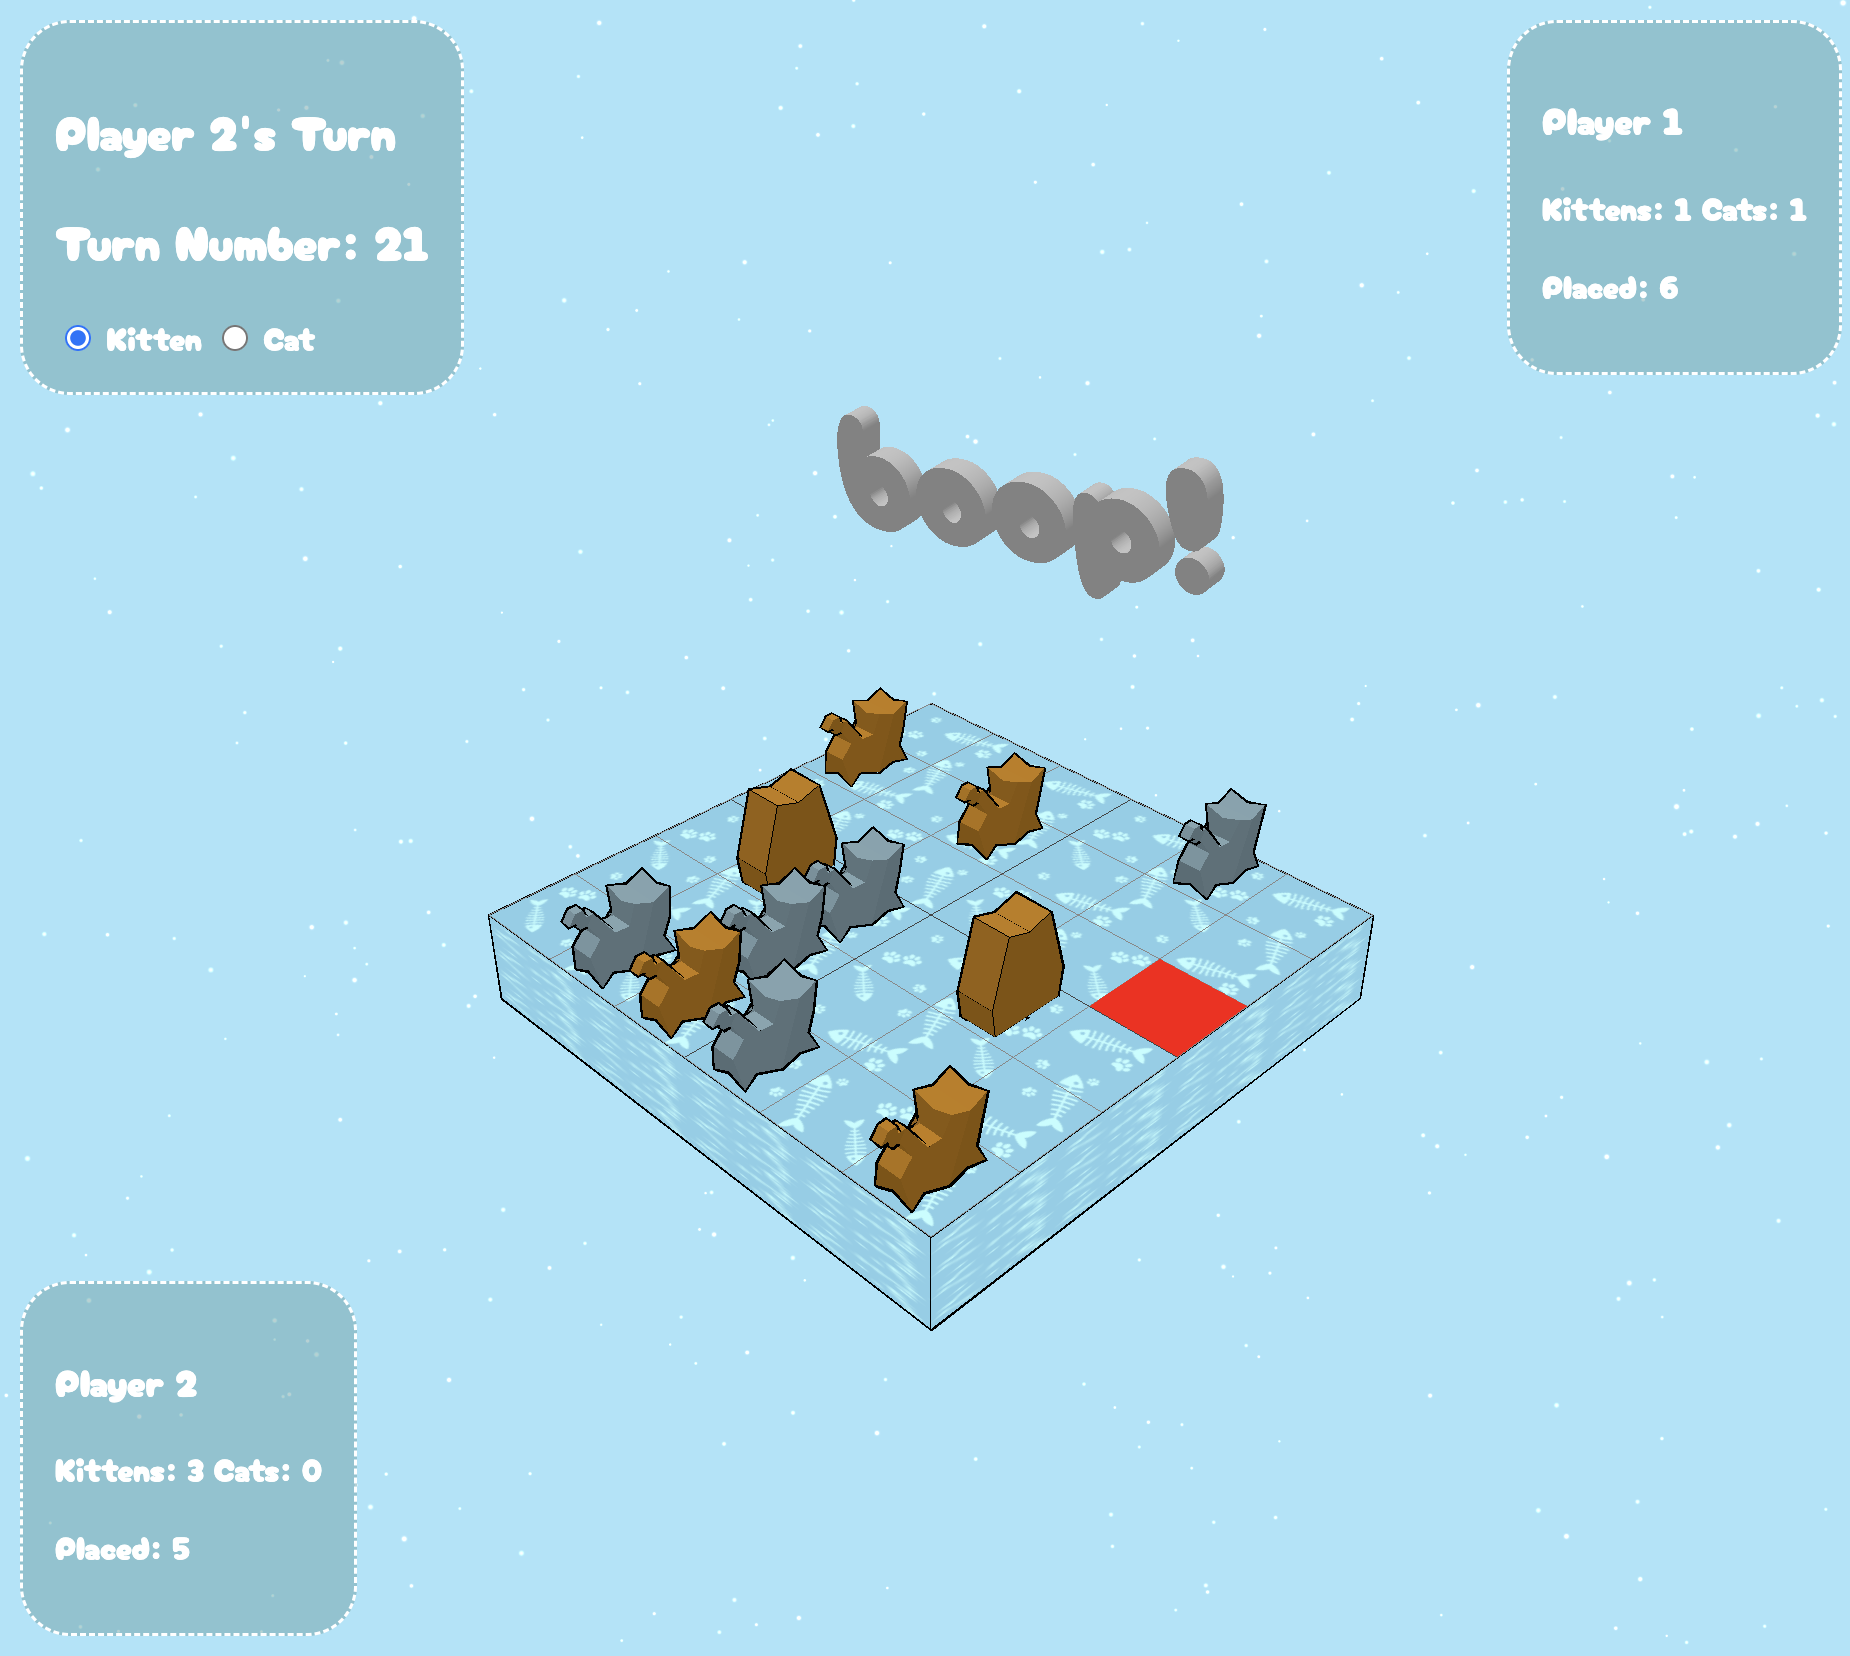 Player 2's Turn
Turn Number: 21
Kitten Cat
Player 1
Kittens: 1 Cats: 1
Placed: 6
boop!
Player 2
Kittens: 3 Cats: 0
Placed: 5